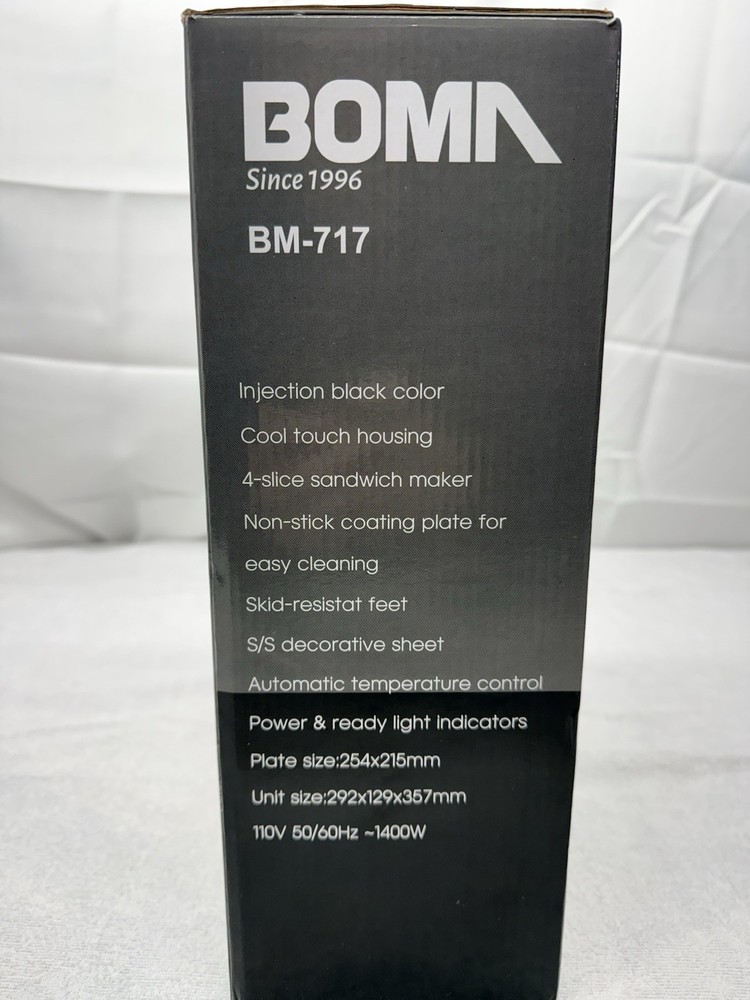 BOMA
Since 1996
BM-717
Injection black color
Cool touch housing
4-slice sandwich maker
Non-stick coating plate for
easy cleaning
Skid-resistat feet
S/S decorative sheet
Automatic temperature control
Power & ready light indicators
Plate size:254x215mm
Unit size:292x129x357mm
110V 50/60Hz ~1400W